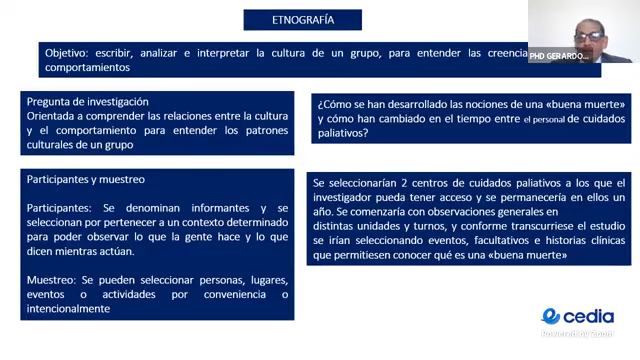 ETNOGRAFÍA
Objetivo: escribir, analizar e interpretar la cultura de un grupo, para entender las creencia
comportamientos
PHD GERARDO...
Pregunta de investigación
Orientada a comprender las relaciones entre la cultura
y el comportamiento para entender los patrones
culturales de un grupo
¿Cómo se han desarrollado las nociones de una «buena muerte»
y cómo han cambiado en el tiempo entre el personal de cuidados
paliativos?
Participantes y muestreo
Participantes: Se denominan informantes y se
seleccionan por pertenecer a un contexto determinado
para poder observar lo que la gente hace y lo que
dicen mientras actúan.
Muestreo: Se pueden seleccionar personas, lugares,
eventos o actividades por conveniencia o
intencionalmente
Se seleccionarían 2 centros de cuidados paliativos a los que el
investigador pueda tener acceso y se permanecería en ellos un
año. Se comenzaría con observaciones generales en
distintas unidades y turnos, y conforme transcurriese el estudio
se irían seleccionando eventos, facultativos e historias clínicas
que permitiesen conocer qué es una «buena muerte»
cedia
Powered by Zoom